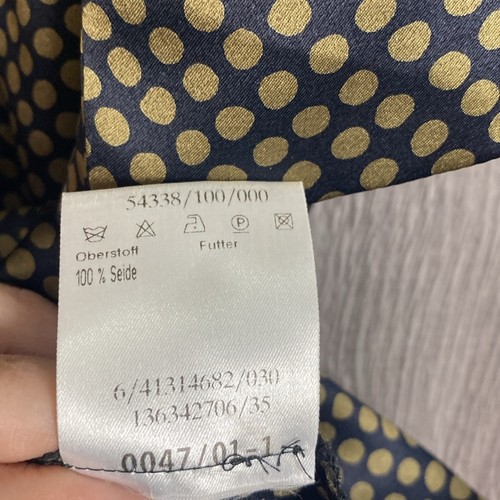 54338/100/000
P
Oberstoff Futter
100 % Seide
6/41314682/030
136342706/35
0047/01-1-